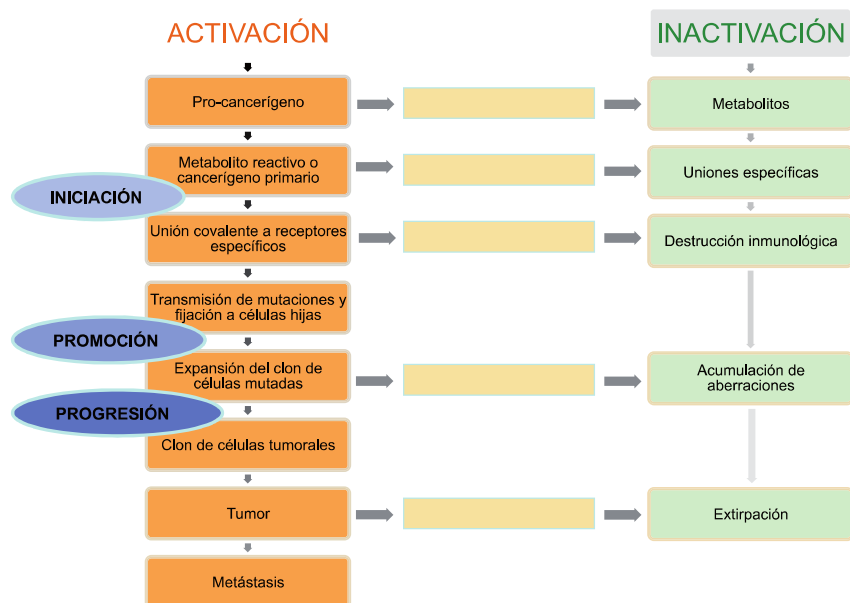 ACTIVACIÓN
INACTIVACIÓN
Pro-cancerígeno
Metabolitos
Metabolito reactivo o
cancerígeno primario
Uniones específicas
INICIACIÓN
Unión covalente a receptores
específicos
Destrucción inmunológica
Transmisión de mutaciones y
fijación a células hijas
PROMOCIÓN
Expansión del clon de
células mutadas
Acumulación de
aberraciones
PROGRESIÓN
Clon de células tumorales
Tumor
Extirpación
Metástasis